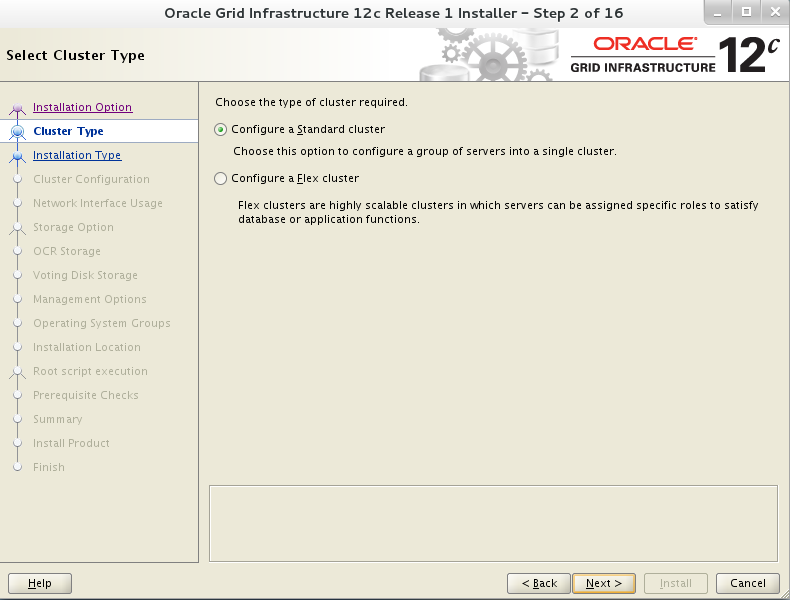 Oracle Grid Infrastructure 12c Release 1 Installer - Step 2 of 16
Select Cluster Type
ORACLE®
GRID INFRASTRUCTURE
12c
Installation Option
Cluster Type
Installation Type
Cluster Configuration
Network Interface Usage
Storage Option
OCR Storage
Voting Disk Storage
Management Options
Operating System Groups
Installation Location
Root script execution
Prerequisite Checks
Summary
Install Product
Finish
Choose the type of cluster required.
Configure a Standard cluster
Choose this option to configure a group of servers into a single cluster.
Configure a Flex cluster
Flex clusters are highly scalable clusters in which servers can be assigned specific roles to satisfy
database or application functions.
Help
< Back
Next >
Install
Cancel